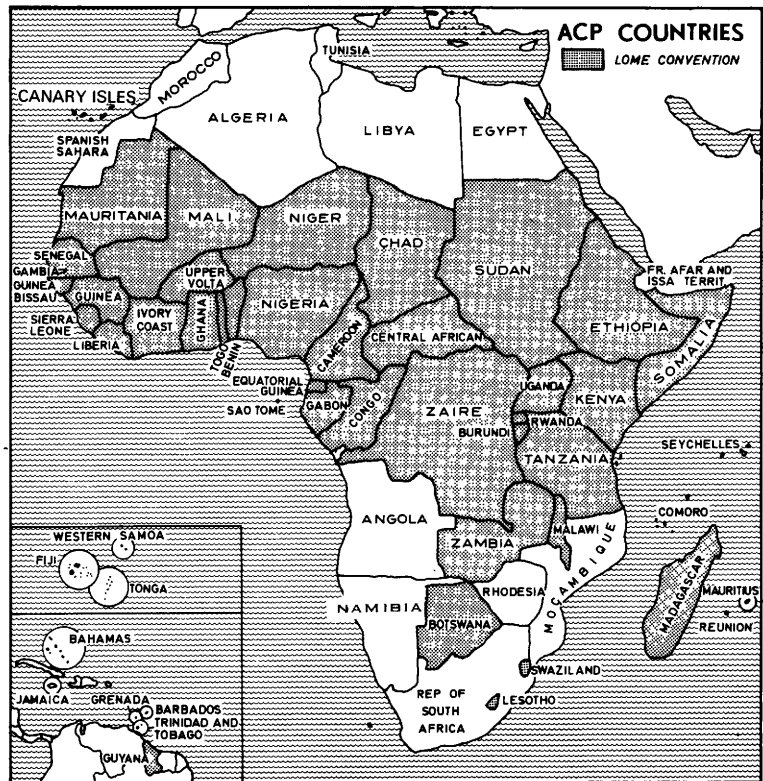 ACP COUNTRIES
LOME CONVENTION
TUNISIA
MOROCCO
CANARY ISLES
ALGERIA
LIBYA
EGYPT
SPANISH
SAHARA
MAURITANIA
MALI
NIGER
CHAD
SUDAN
SENEGAL
GAMBIA
GUINEA
BISSAU
GUINEA
UPPER
VOLTA
NIGERIA
FR. AFAR AND
ISSA TERRIT.
SIERRA
LEONE
IVORY
COAST
GHANA
LIBERIA
TOGO
BENIN
CAMEROON
CENTRAL AFRICAN
ETHIOPIA
SOMALIA
EQUATORIAL
GUINEA
SAO TOME
GABON
CONGO
ZAIRE
UGANDA
KENYA
BURUNDI
RWANDA
TANZANIA
SEYCHELLES
ANGOLA
ZAMBIA
MALAWI
COMORO
MOÇAMBIQUE
MADAGASCAR
MAURITIUS
REUNION
NAMIBIA
RHODESIA
BOTSWANA
SWAZILAND
REP OF
SOUTH
AFRICA
LESOTHO
WESTERN SAMOA
FIJI
TONGA
BAHAMAS
JAMAICA
GRENADA
BARBADOS
TRINIDAD AND
TOBAGO
GUYANA